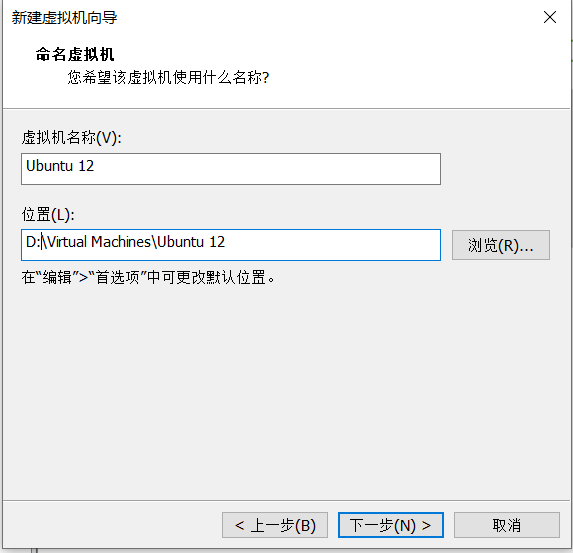 新建虚拟机向导
命名虚拟机
您希望该虚拟机使用什么名称?
虚拟机名称(V):
Ubuntu 12
位置(L):
D:\Virtual Machines\Ubuntu 12
浏览(R)...
在“编辑”>“首选项”中可更改默认位置。
< 上一步(B)
下一步(N) >
取消